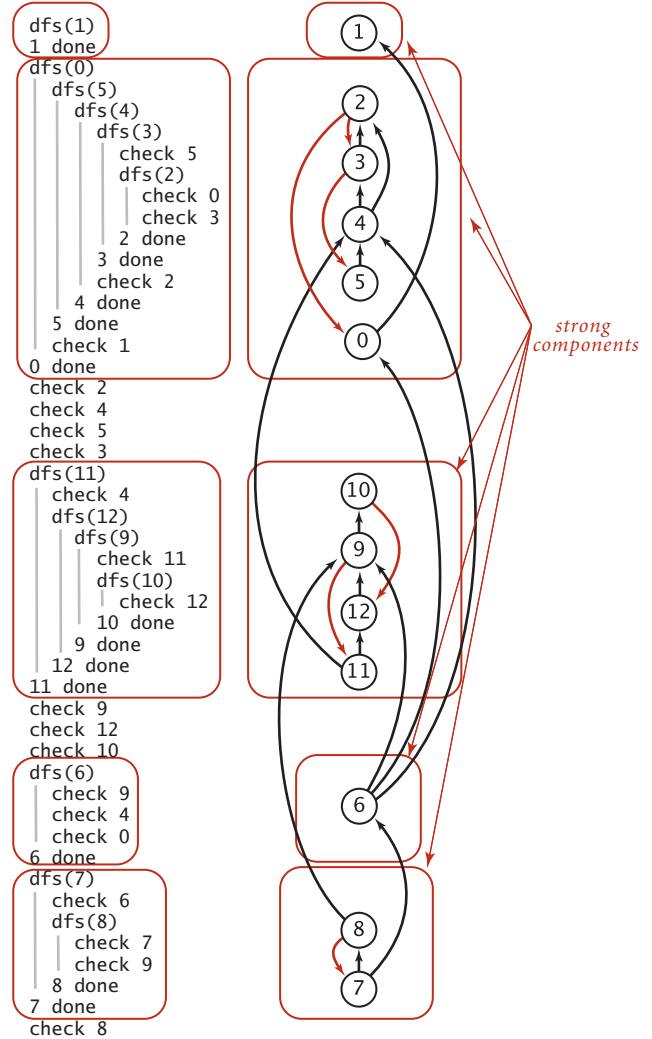 dfs(1)
1 done
dfs(0)
dfs(5)
dfs(4)
dfs(3)
check 5
dfs(2)
check 0
check 3
2 done
3 done
check 2
4 done
5 done
check 1
0 done
check 2
check 4
check 5
check 3
dfs(11)
check 4
dfs(12)
dfs(9)
check 11
dfs(10)
check 12
10 done
9 done
12 done
11 done
check 9
check 12
check 10
dfs(6)
check 9
check 4
check 0
6 done
dfs(7)
check 6
dfs(8)
check 7
check 9
8 done
7 done
check 8
1
2
3
4
5
0
10
9
12
11
6
8
7
strong
components